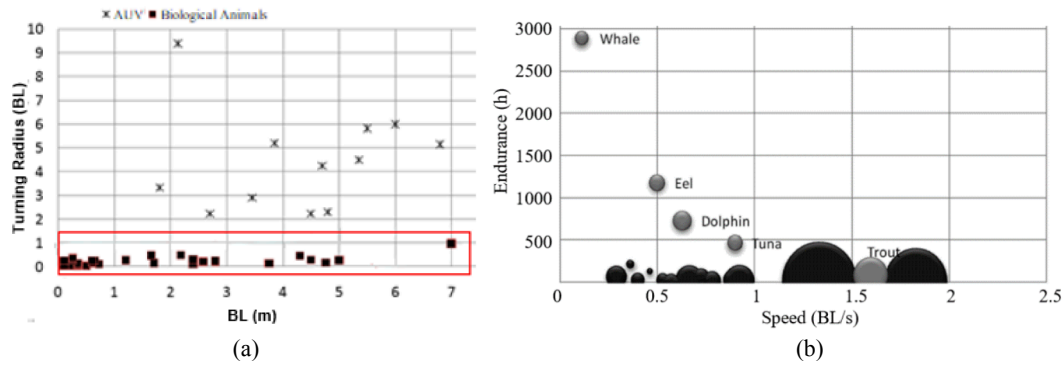 AUV Biological Animals
10
9
8
7
6
5
4
3
2
1
0
Turning Radius (BL)
0 1 2 3 4 5 6 7
BL (m)
(a)
3000
2500
2000
1500
1000
500
Endurance (h)
Whale
Eel
Dolphin
Tuna
Trout
0 0.5 1 1.5 2 2.5
Speed (BL/s)
(b)